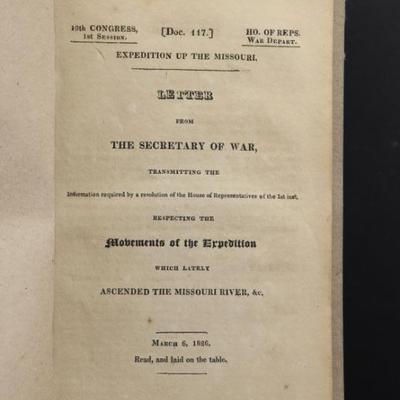 19th CONGRESS, [Doc. 117.] HO. OF REPS.
1st SESSION. WAR DEPART.
EXPEDITION UP THE MISSOURI.
LETTER
FROM
THE SECRETARY OF WAR,
TRANSMITTING THE
Information required by a resolution of the House of Representatives of the 1st inst.
RESPECTING THE
Movements of the Expedition
WHICH LATELY
ASCENDED THE MISSOURI RIVER, &c.
MARCH 6, 1826.
Read, and laid on the table.